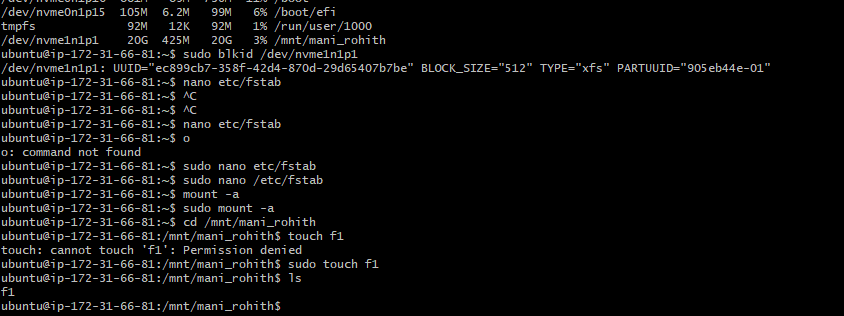 /dev/nvme0n1p15  105M  6.2M   99M   6% /boot/efi
tmpfs             92M   12K   92M   1% /run/user/1000
/dev/nvme1n1p1    20G  425M   20G   3% /mnt/mani_rohith
ubuntu@ip-172-31-66-81:~$ sudo blkid /dev/nvme1n1p1
/dev/nvme1n1p1: UUID="ec899cb7-358f-42d4-870d-29d65407b7be" BLOCK_SIZE="512" TYPE="xfs" PARTUUID="905eb44e-01"
ubuntu@ip-172-31-66-81:~$ nano etc/fstab
ubuntu@ip-172-31-66-81:~$ ^C
ubuntu@ip-172-31-66-81:~$ ^C
ubuntu@ip-172-31-66-81:~$ nano etc/fstab
ubuntu@ip-172-31-66-81:~$ o
o: command not found
ubuntu@ip-172-31-66-81:~$ sudo nano etc/fstab
ubuntu@ip-172-31-66-81:~$ sudo nano /etc/fstab
ubuntu@ip-172-31-66-81:~$ mount -a
ubuntu@ip-172-31-66-81:~$ sudo mount -a
ubuntu@ip-172-31-66-81:~$ cd /mnt/mani_rohith
ubuntu@ip-172-31-66-81:/mnt/mani_rohith$ touch f1
touch: cannot touch 'f1': Permission denied
ubuntu@ip-172-31-66-81:/mnt/mani_rohith$ sudo touch f1
ubuntu@ip-172-31-66-81:/mnt/mani_rohith$ ls
f1
ubuntu@ip-172-31-66-81:/mnt/mani_rohith$